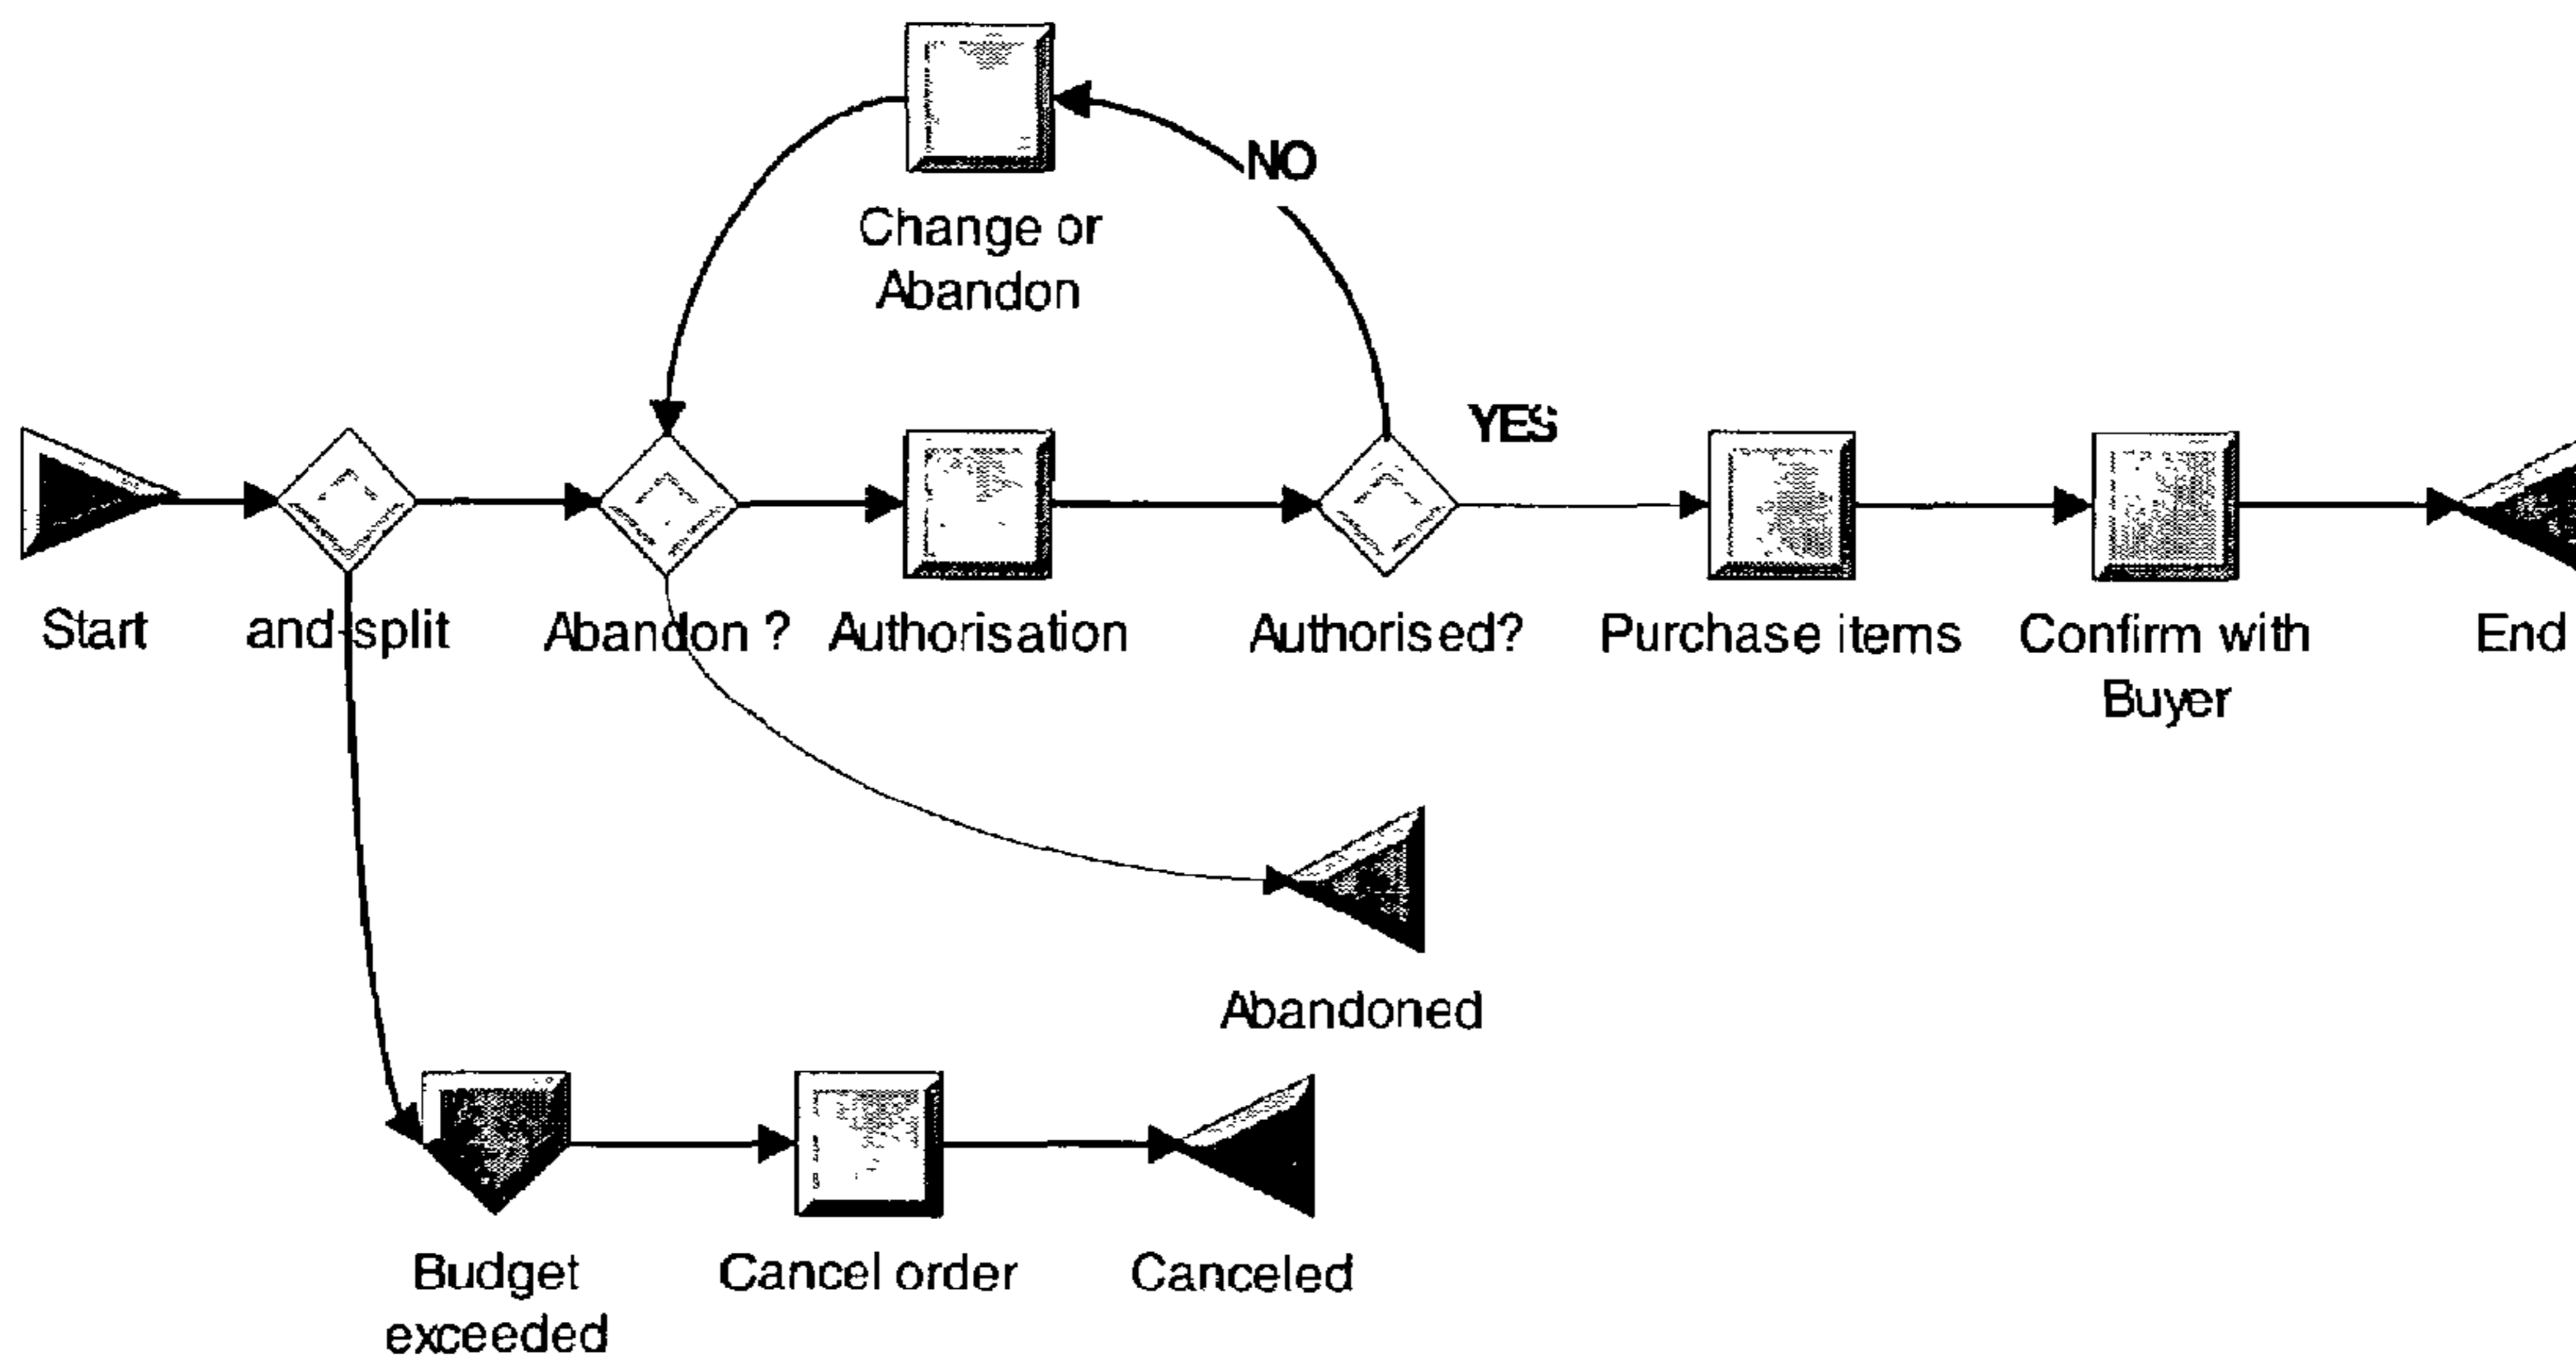 NO
Change or
Abandon
YES
Start
and-split
Abandon ?
Authorisation
Authorised?
Purchase items
Confirm with
Buyer
End
Abandoned
Budget
exceeded
Cancel order
Canceled